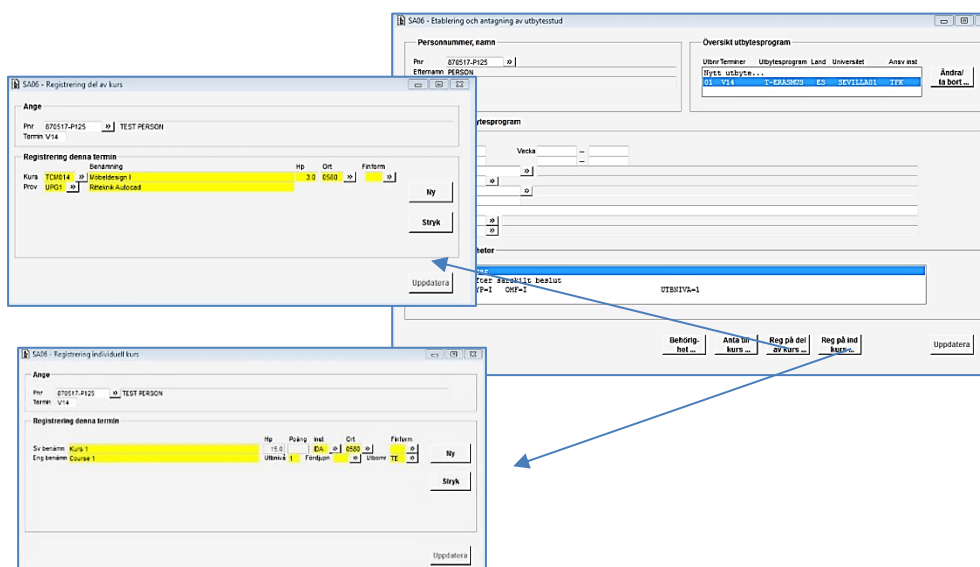 SA06 - Etablering och antagning av utbytesstud
Personnummer, namn
Pnr 870517-P125 »
Efternamn PERSON
Översikt utbytesprogram
Utbnr Terminer Utbytesprogram Land Universitet Ansv inst
Nytt utbyte...
01 V14 T-ERASMUS ES SEVILLA01 TFK
Ändra/
ta bort ...
Vecka
Behörig-
het ...
Anta till
kurs ...
Reg på del
av kurs ...
Reg på ind
kurs ...
Uppdatera
efter särskilt beslut
OMF=I UTBNIVA=1
SA06 - Registrering del av kurs
Ange
Pnr 870517-P125 » TEST PERSON
Termin V14
Registrering denna termin
Benämning Hp Ort Finform
Kurs TCM014 » Möbeldesign I 3.0 0580 » »
Prov UPG1 » Ritteknik Autocad
Ny
Stryk
Uppdatera
SA06 - Registrering individuell kurs
Ange
Pnr 870517-P125 » TEST PERSON
Termin V14
Registrering denna termin
Hp Poäng Inst Ort Finform
Sv benämn Kurs 1 15.0 IDA » 0580 » »
Eng benämn Course 1 Utbnivå 1 Fördjupn » Utbomr TE »
Ny
Stryk
Uppdatera